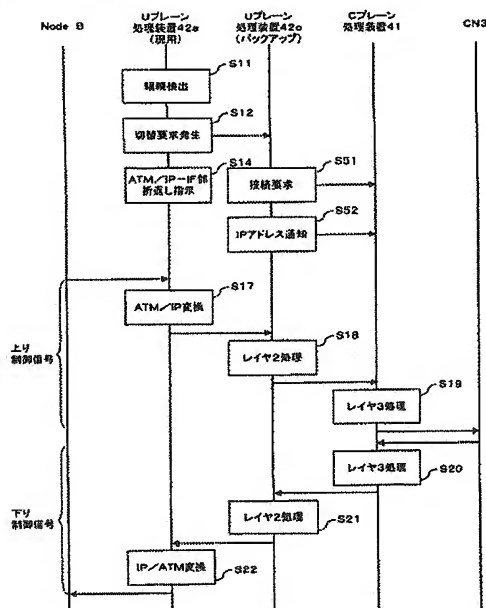 Node B
Uプレーン
処理装置42a
(現用)
Uプレーン
処理装置42c
(バックアップ)
Cプレーン
処理装置41
CN3
S11
輻輳検出
S12
切替要求発生
S14
ATM/IP-IF部
折返し指示
S51
接続要求
S52
IPアドレス通知
S17
ATM/IP変換
上り
制御信号
S18
レイヤ2処理
S19
レイヤ3処理
レイヤ3処理
S20
下り
制御信号
レイヤ2処理
S21
IP/ATM変換
S22